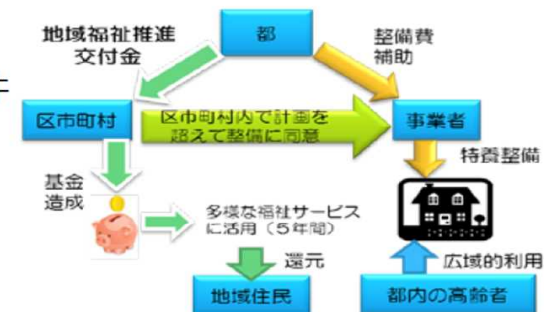 都
地域福祉推進
交付金
整備費
補助
区市町村
区市町村内で計画を
超えて整備に同意
事業者
特養整備
基金
造成
多様な福祉サービス
に活用（５年間）
還元
広域的利用
地域住民
都内の高齢者